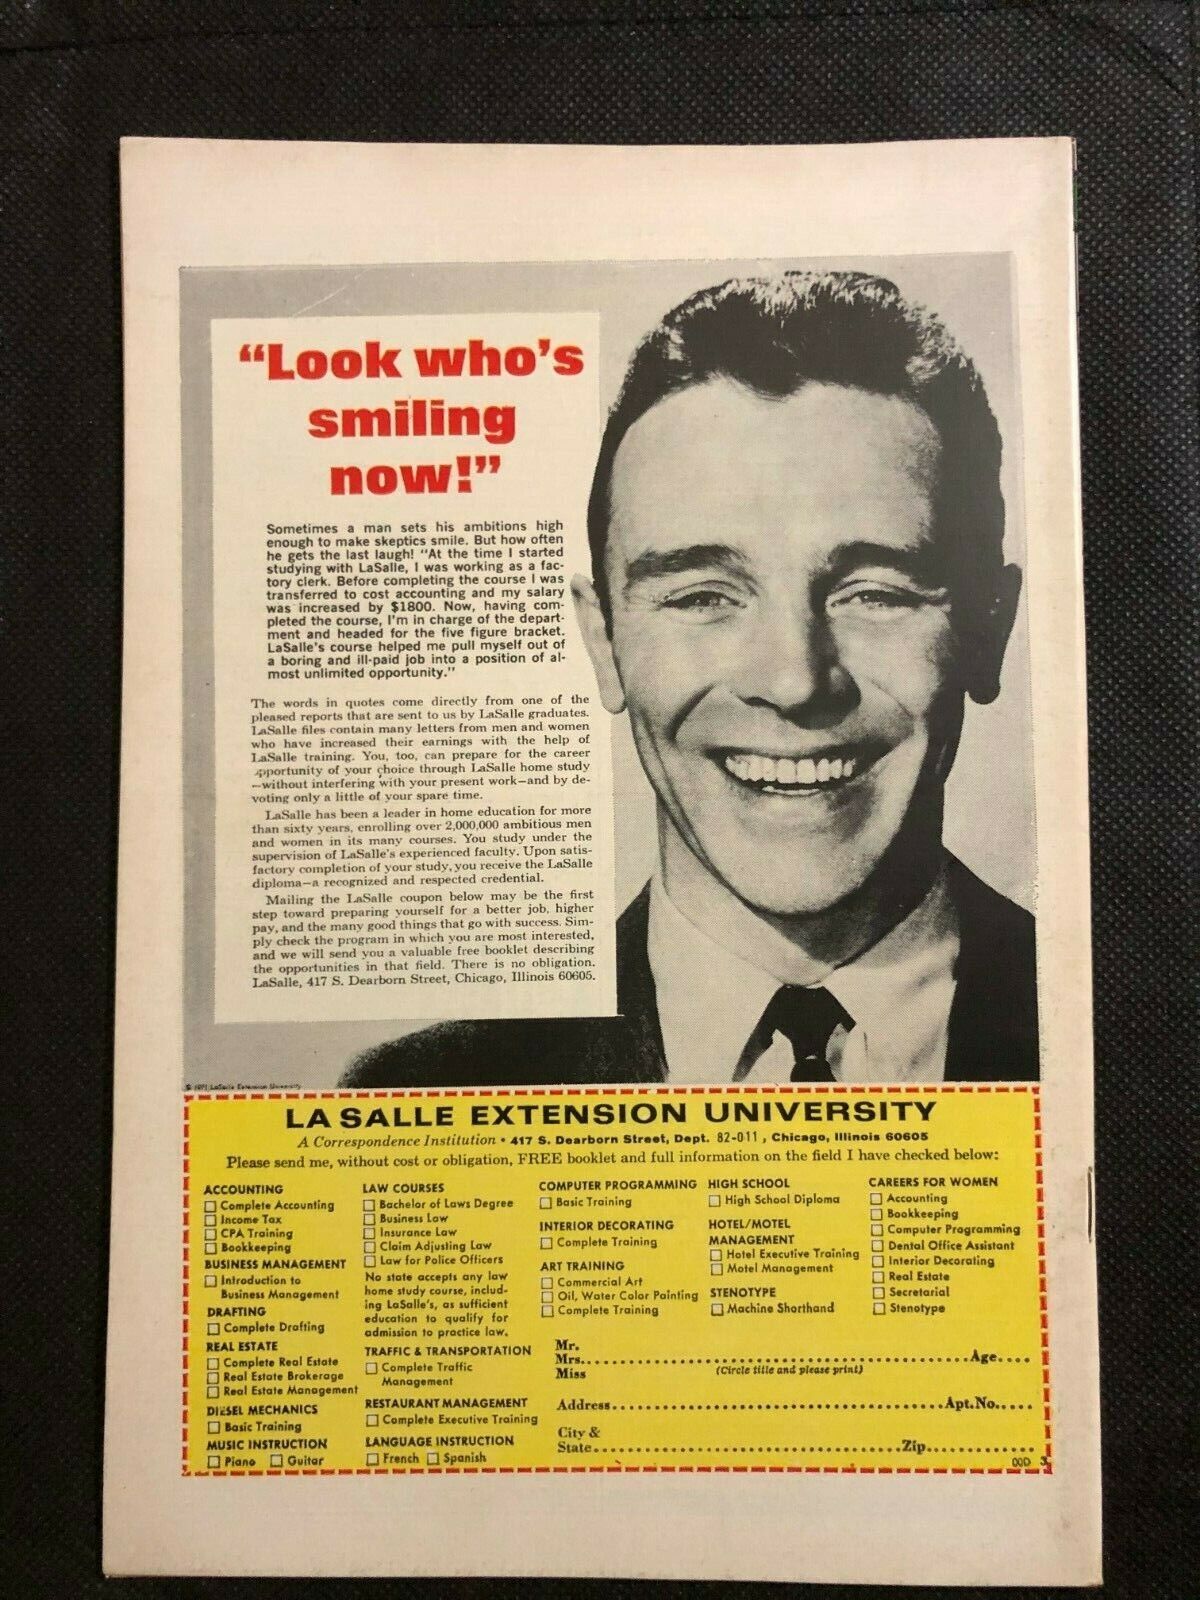 “Look who’s
smiling
now!”
Sometimes a man sets his ambitions high
enough to make skeptics smile. But how often
he gets the last laugh! “At the time I started
studying with LaSalle, I was working as a fac-
tory clerk. Before completing the course I was
transferred to cost accounting and my salary
was increased by $1800. Now, having com-
pleted the course, I’m in charge of the depart-
ment and headed for the five figure bracket.
LaSalle’s course helped me pull myself out of
a boring and ill-paid job into a position of al-
most unlimited opportunity.”
The words in quotes come directly from one of the
pleased reports that are sent to us by LaSalle graduates.
LaSalle files contain many letters from men and women
who have increased their earnings with the help of
LaSalle training. You, too, can prepare for the career
opportunity of your choice through LaSalle home study
—without interfering with your present work—and by de-
voting only a little of your spare time.
LaSalle has been a leader in home education for more
than sixty years, enrolling over 2,000,000 ambitious men
and women in its many courses. You study under the
supervision of LaSalle’s experienced faculty. Upon satis-
factory completion of your study, you receive the LaSalle
diploma—a recognized and respected credential.
Mailing the LaSalle coupon below may be the first
step toward preparing yourself for a better job, higher
pay, and the many good things that go with success. Sim-
ply check the program in which you are most interested,
and we will send you a valuable free booklet describing
the opportunities in that field. There is no obligation.
LaSalle, 417 S. Dearborn Street, Chicago, Illinois 60605.
© 1971 LaSalle Extension University
LA SALLE EXTENSION UNIVERSITY
A Correspondence Institution • 417 S. Dearborn Street, Dept. 82-011, Chicago, Illinois 60605
Please send me, without cost or obligation, FREE booklet and full information on the field I have checked below:
ACCOUNTING
Complete Accounting
Income Tax
CPA Training
Bookkeeping
BUSINESS MANAGEMENT
Introduction to
Business Management
DRAFTING
Complete Drafting
REAL ESTATE
Complete Real Estate
Real Estate Brokerage
Real Estate Management
DIESEL MECHANICS
Basic Training
MUSIC INSTRUCTION
Piano Guitar
LAW COURSES
Bachelor of Laws Degree
Business Law
Insurance Law
Claim Adjusting Law
Law for Police Officers
No state accepts any law
home study course, includ-
ing LaSalle’s, as sufficient
education to qualify for
admission to practice law.
TRAFFIC & TRANSPORTATION
Complete Traffic
Management
RESTAURANT MANAGEMENT
Complete Executive Training
LANGUAGE INSTRUCTION
French Spanish
COMPUTER PROGRAMMING
Basic Training
INTERIOR DECORATING
Complete Training
ART TRAINING
Commercial Art
Oil, Water Color Painting
Complete Training
HIGH SCHOOL
High School Diploma
HOTEL/MOTEL
MANAGEMENT
Hotel Executive Training
Motel Management
STENOTYPE
Machine Shorthand
CAREERS FOR WOMEN
Accounting
Bookkeeping
Computer Programming
Dental Office Assistant
Interior Decorating
Real Estate
Secretarial
Stenotype
Mr.
Mrs. Age
Miss (Circle title and please print)
Address Apt. No.
City &
State Zip
00D 3